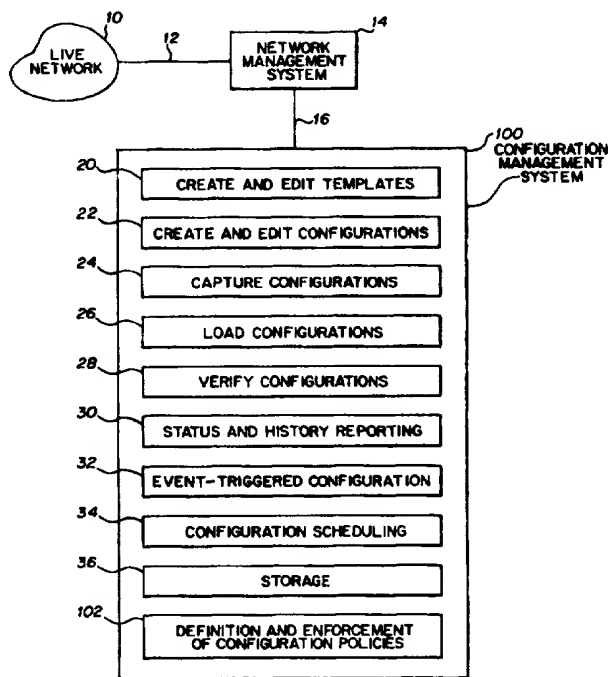 10
LIVE
NETWORK
12
14
NETWORK
MANAGEMENT
SYSTEM
16
100
CONFIGURATION
MANAGEMENT
SYSTEM
20
CREATE AND EDIT TEMPLATES
22
CREATE AND EDIT CONFIGURATIONS
24
CAPTURE CONFIGURATIONS
26
LOAD CONFIGURATIONS
28
VERIFY CONFIGURATIONS
30
STATUS AND HISTORY REPORTING
32
EVENT-TRIGGERED CONFIGURATION
34
CONFIGURATION SCHEDULING
36
STORAGE
102
DEFINITION AND ENFORCEMENT
OF CONFIGURATION POLICIES